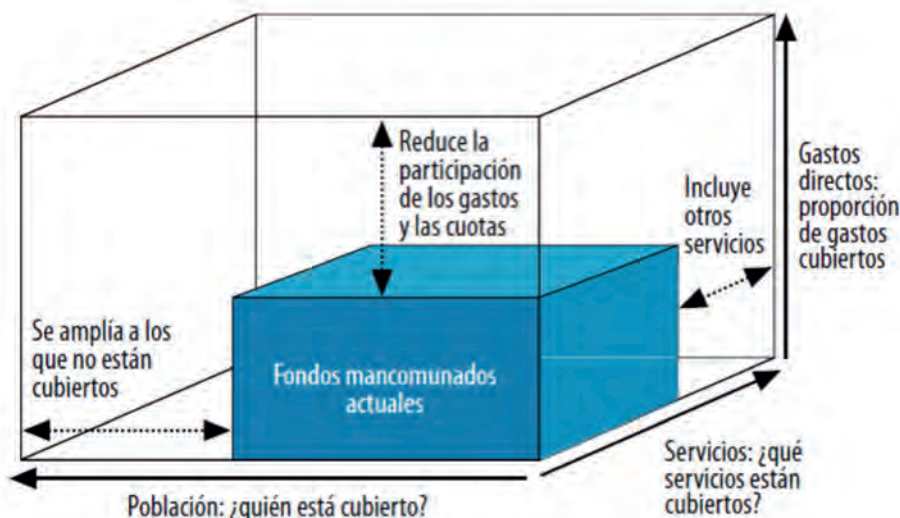 Reduce la
participación
de los gastos
y las cuotas
Incluye
otros
servicios
Gastos
directos:
proporción
de gastos
cubiertos
Se amplía a los
que no están
cubiertos
Fondos mancomunados
actuales
Servicios: ¿qué
servicios están
cubiertos?
Población: ¿quién está cubierto?